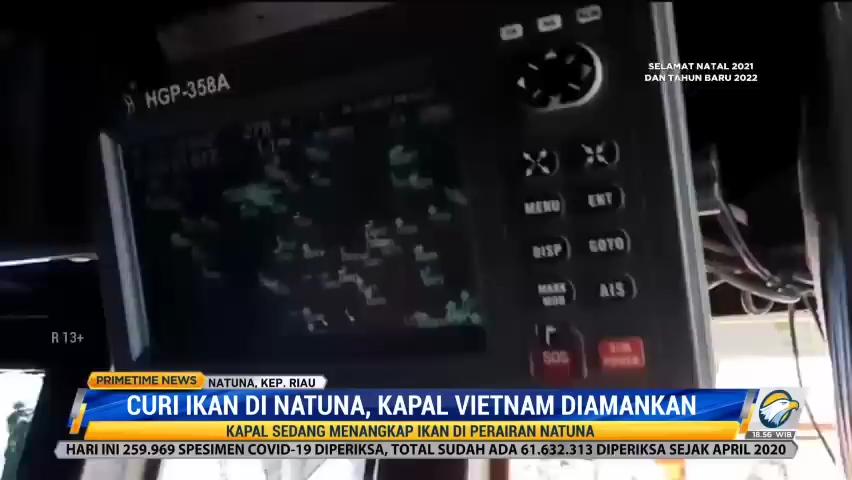 SELAMAT NATAL 2021
DAN TAHUN BARU 2022
HGP-358A
MENU ENT
DISP GOTO
MARK
MOB AIS
SOS
POWER
R 13+
PRIMETIME NEWS NATUNA, KEP. RIAU
CURI IKAN DI NATUNA, KAPAL VIETNAM DIAMANKAN
KAPAL SEDANG MENANGKAP IKAN DI PERAIRAN NATUNA
18.56 WIB
HARI INI 259.969 SPESIMEN COVID-19 DIPERIKSA, TOTAL SUDAH ADA 61.632.313 DIPERIKSA SEJAK APRIL 2020